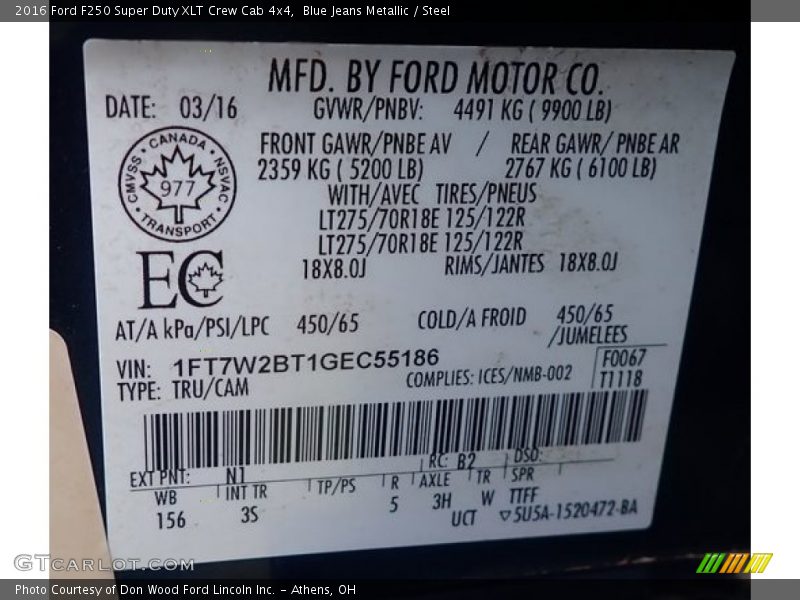 2016 Ford F250 Super Duty XLT Crew Cab 4x4, Blue Jeans Metallic / Steel
MFD. BY FORD MOTOR CO.
DATE: 03/16
GVWR/PNBV: 4491 KG ( 9900 LB)
FRONT GAWR/PNBE AV / REAR GAWR/ PNBE AR
2359 KG ( 5200 LB) 2767 KG ( 6100 LB)
WITH/AVEC TIRES/PNEUS
LT275/70R18E 125/122R
LT275/70R18E 125/122R
18X8.0J RIMS/JANTES 18X8.0J
CANADA • NSVAC • TRANSPORT • CMVSS •
977
EC
AT/A kPa/PSI/LPC 450/65 COLD/A FROID 450/65
/JUMELEES
VIN: 1FT7W2BT1GEC55186
F0067
TYPE: TRU/CAM COMPLIES: ICES/NMB-002
T1118
EXT PNT: N1 RC: B2 DSO:
WB INT TR TP/PS R AXLE TR SPR
156 3S 5 3H W TTFF
UCT ▽5U5A-1520472-BA
GTCARLOT.COM
Photo Courtesy of Don Wood Ford Lincoln Inc. - Athens, OH